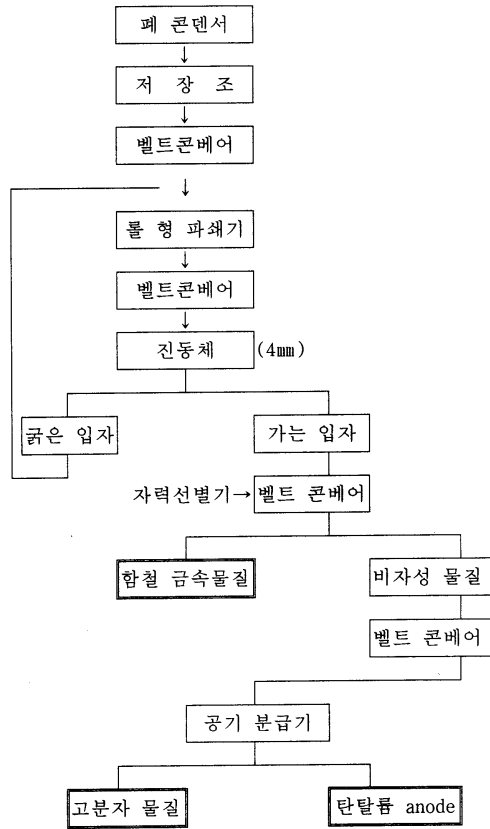 폐 콘덴서
저 장 조
벨트콘베어
롤 형 파쇄기
벨트콘베어
진동체 (4㎜)
굵은 입자 가는 입자
자력선별기→ 벨트 콘베어
함철 금속물질 비자성 물질
벨트 콘베어
공기 분급기
고분자 물질 탄탈륨 anode